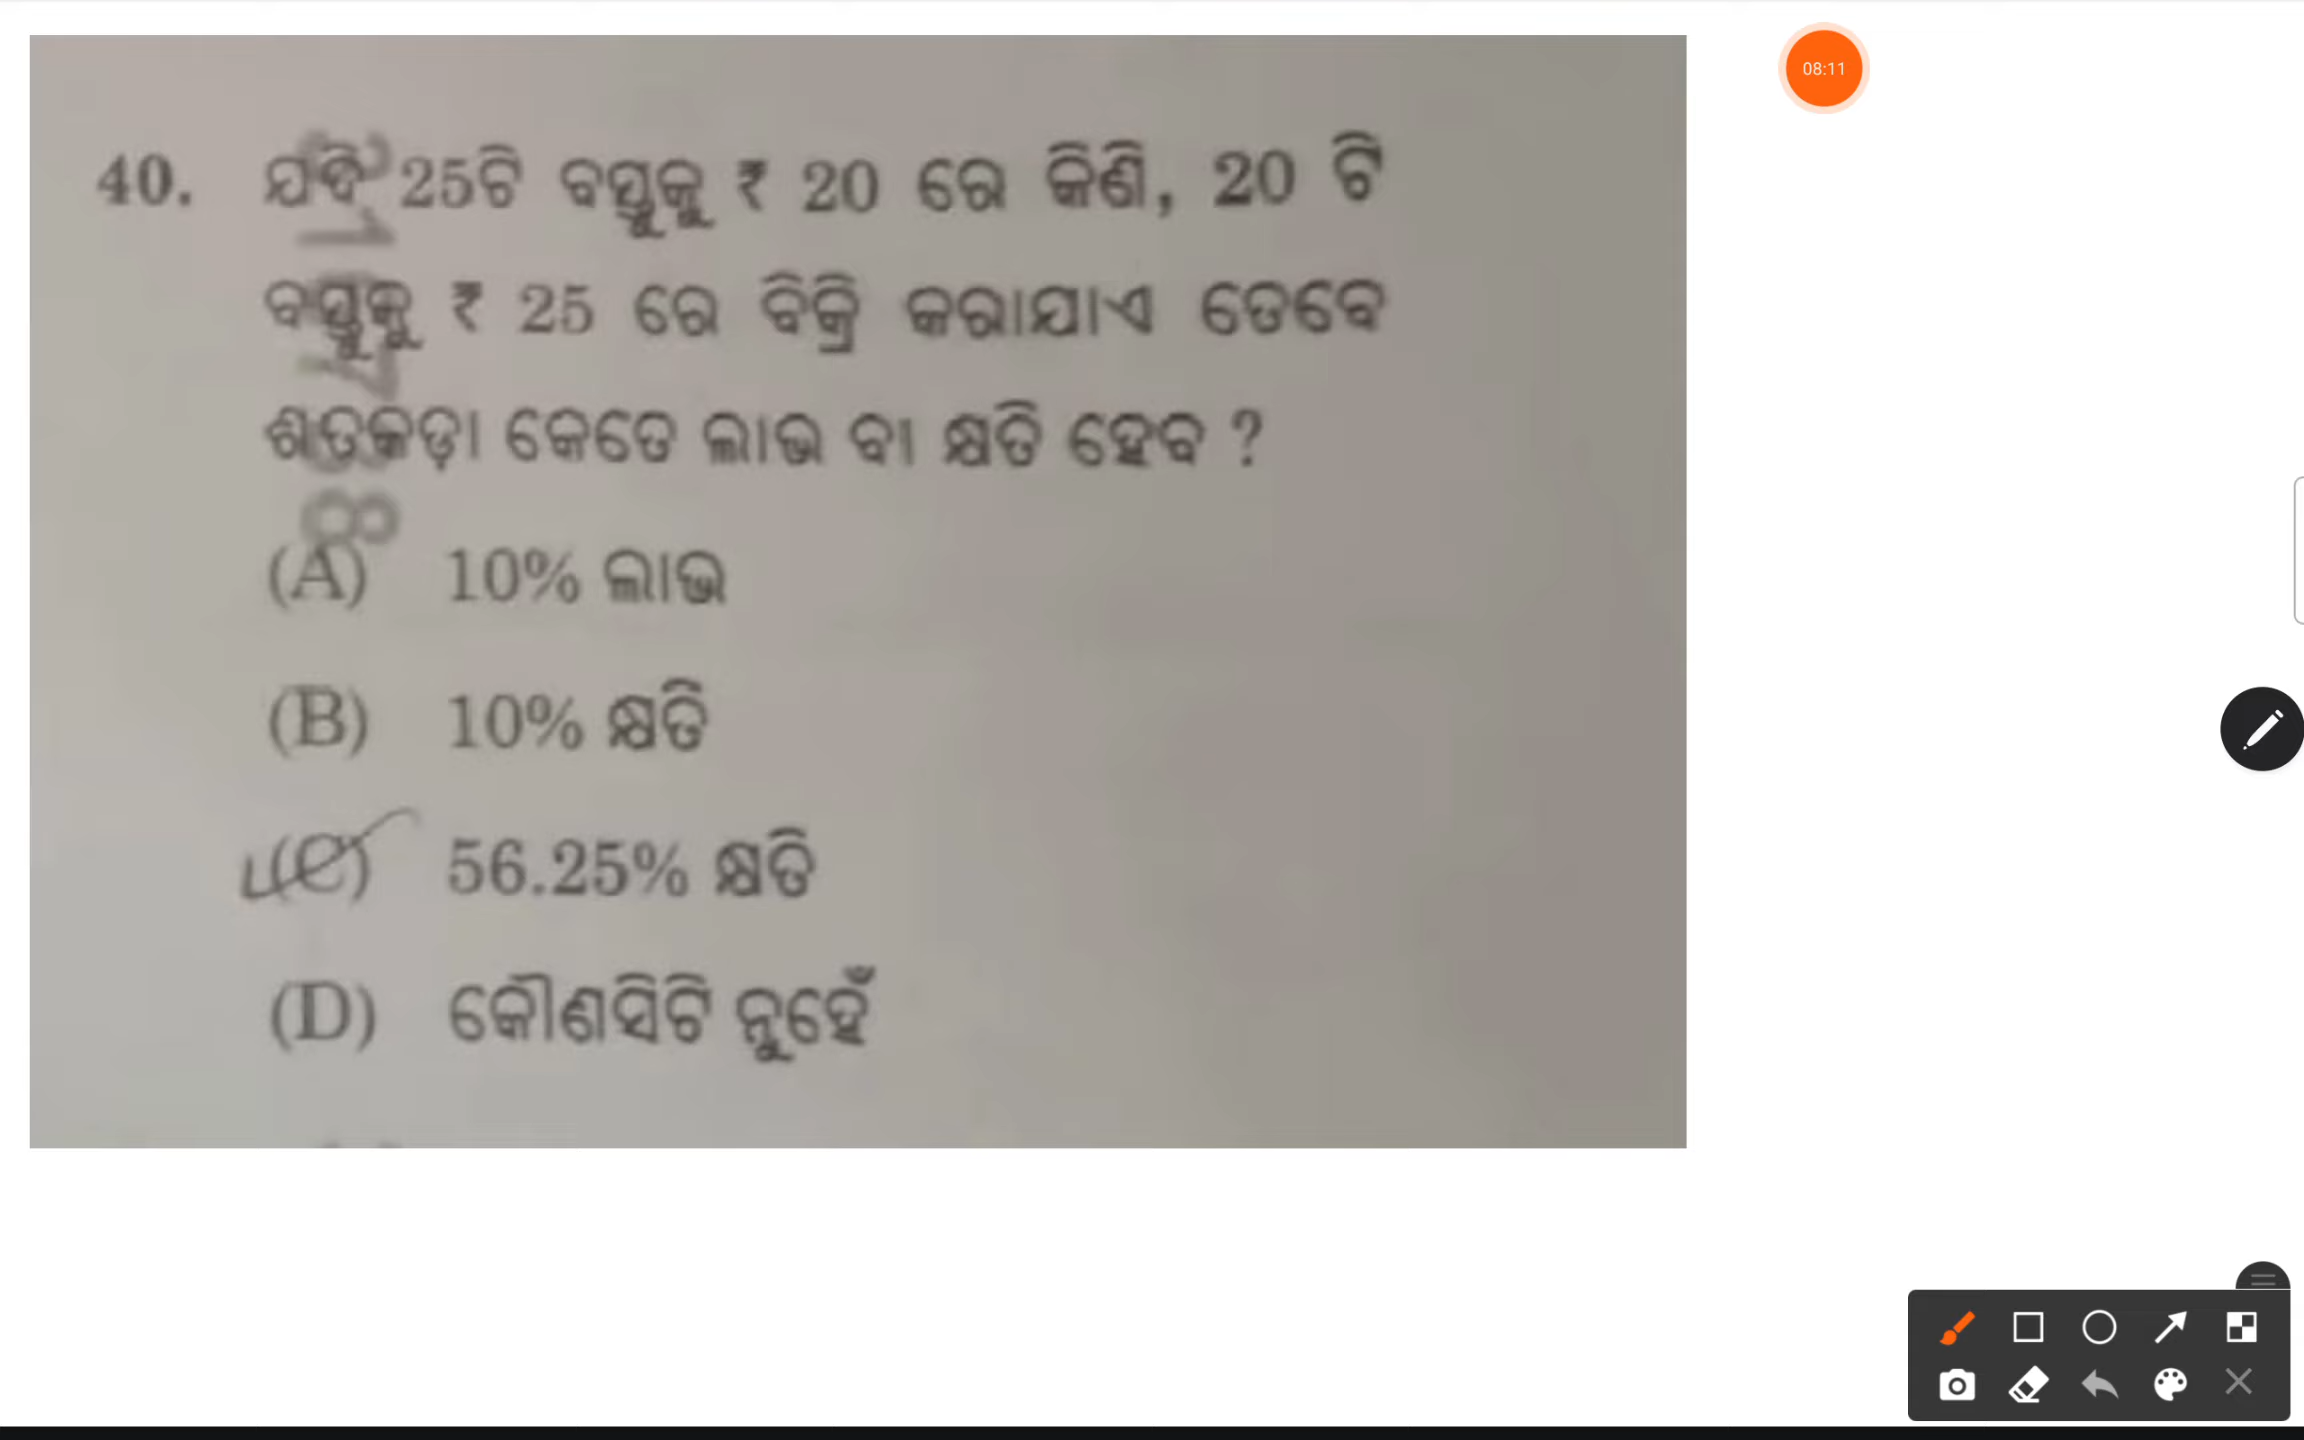 08:11
40. ଯଦି 25ଟି ବସ୍ତୁକୁ ₹ 20 ରେ କିଣି, 20 ଟି
ବସ୍ତୁକୁ ₹ 25 ରେ ବିକ୍ରି କରାଯାଏ ତେବେ
ଶତକଡ଼ା କେତେ ଲାଭ ବା କ୍ଷତି ହେବ ?
(A) 10% ଲାଭ
(B) 10% କ୍ଷତି
(C) 56.25% କ୍ଷତି
(D) କୌଣସିଟି ନୁହେଁ